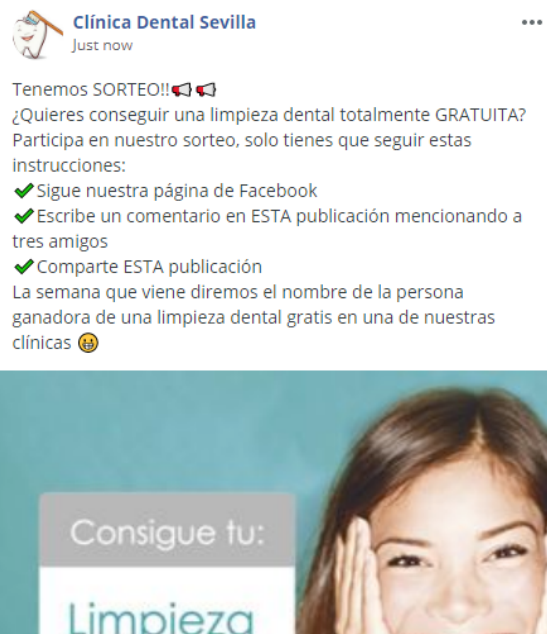 Clínica Dental Sevilla
Just now
Tenemos SORTEO!!
¿Quieres conseguir una limpieza dental totalmente GRATUITA?
Participa en nuestro sorteo, solo tienes que seguir estas
instrucciones:
✔Sigue nuestra página de Facebook
✔Escribe un comentario en ESTA publicación mencionando a
tres amigos
✔Comparte ESTA publicación
La semana que viene diremos el nombre de la persona
ganadora de una limpieza dental gratis en una de nuestras
clínicas 😀
Consigue tu:
Limpieza